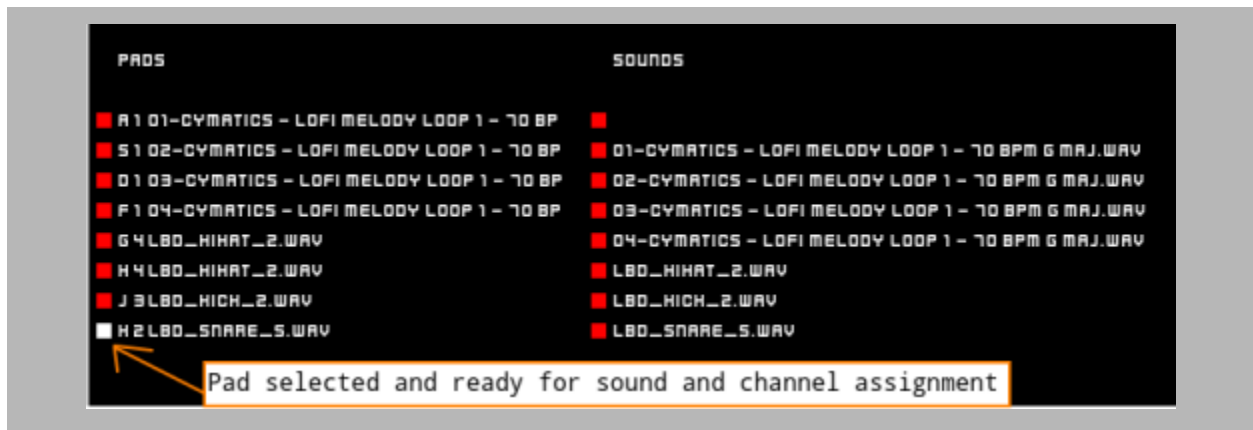 PADS
A 1 01-CYMATICS - LOFI MELODY LOOP 1 - 70 BP
S 1 02-CYMATICS - LOFI MELODY LOOP 1 - 70 BP
D 1 03-CYMATICS - LOFI MELODY LOOP 1 - 70 BP
F 1 04-CYMATICS - LOFI MELODY LOOP 1 - 70 BP
G 4 LBD_HIHAT_2.WAV
H 4 LBD_HIHAT_2.WAV
J 3 LBD_HICH_2.WAV
H 2 LBD_SNARE_S.WAV
SOUNDS
01-CYMATICS - LOFI MELODY LOOP 1 - 70 BPM G MAJ.WAV
02-CYMATICS - LOFI MELODY LOOP 1 - 70 BPM G MAJ.WAV
03-CYMATICS - LOFI MELODY LOOP 1 - 70 BPM G MAJ.WAV
04-CYMATICS - LOFI MELODY LOOP 1 - 70 BPM G MAJ.WAV
LBD_HIHAT_2.WAV
LBD_HICH_2.WAV
LBD_SNARE_S.WAV
Pad selected and ready for sound and channel assignment